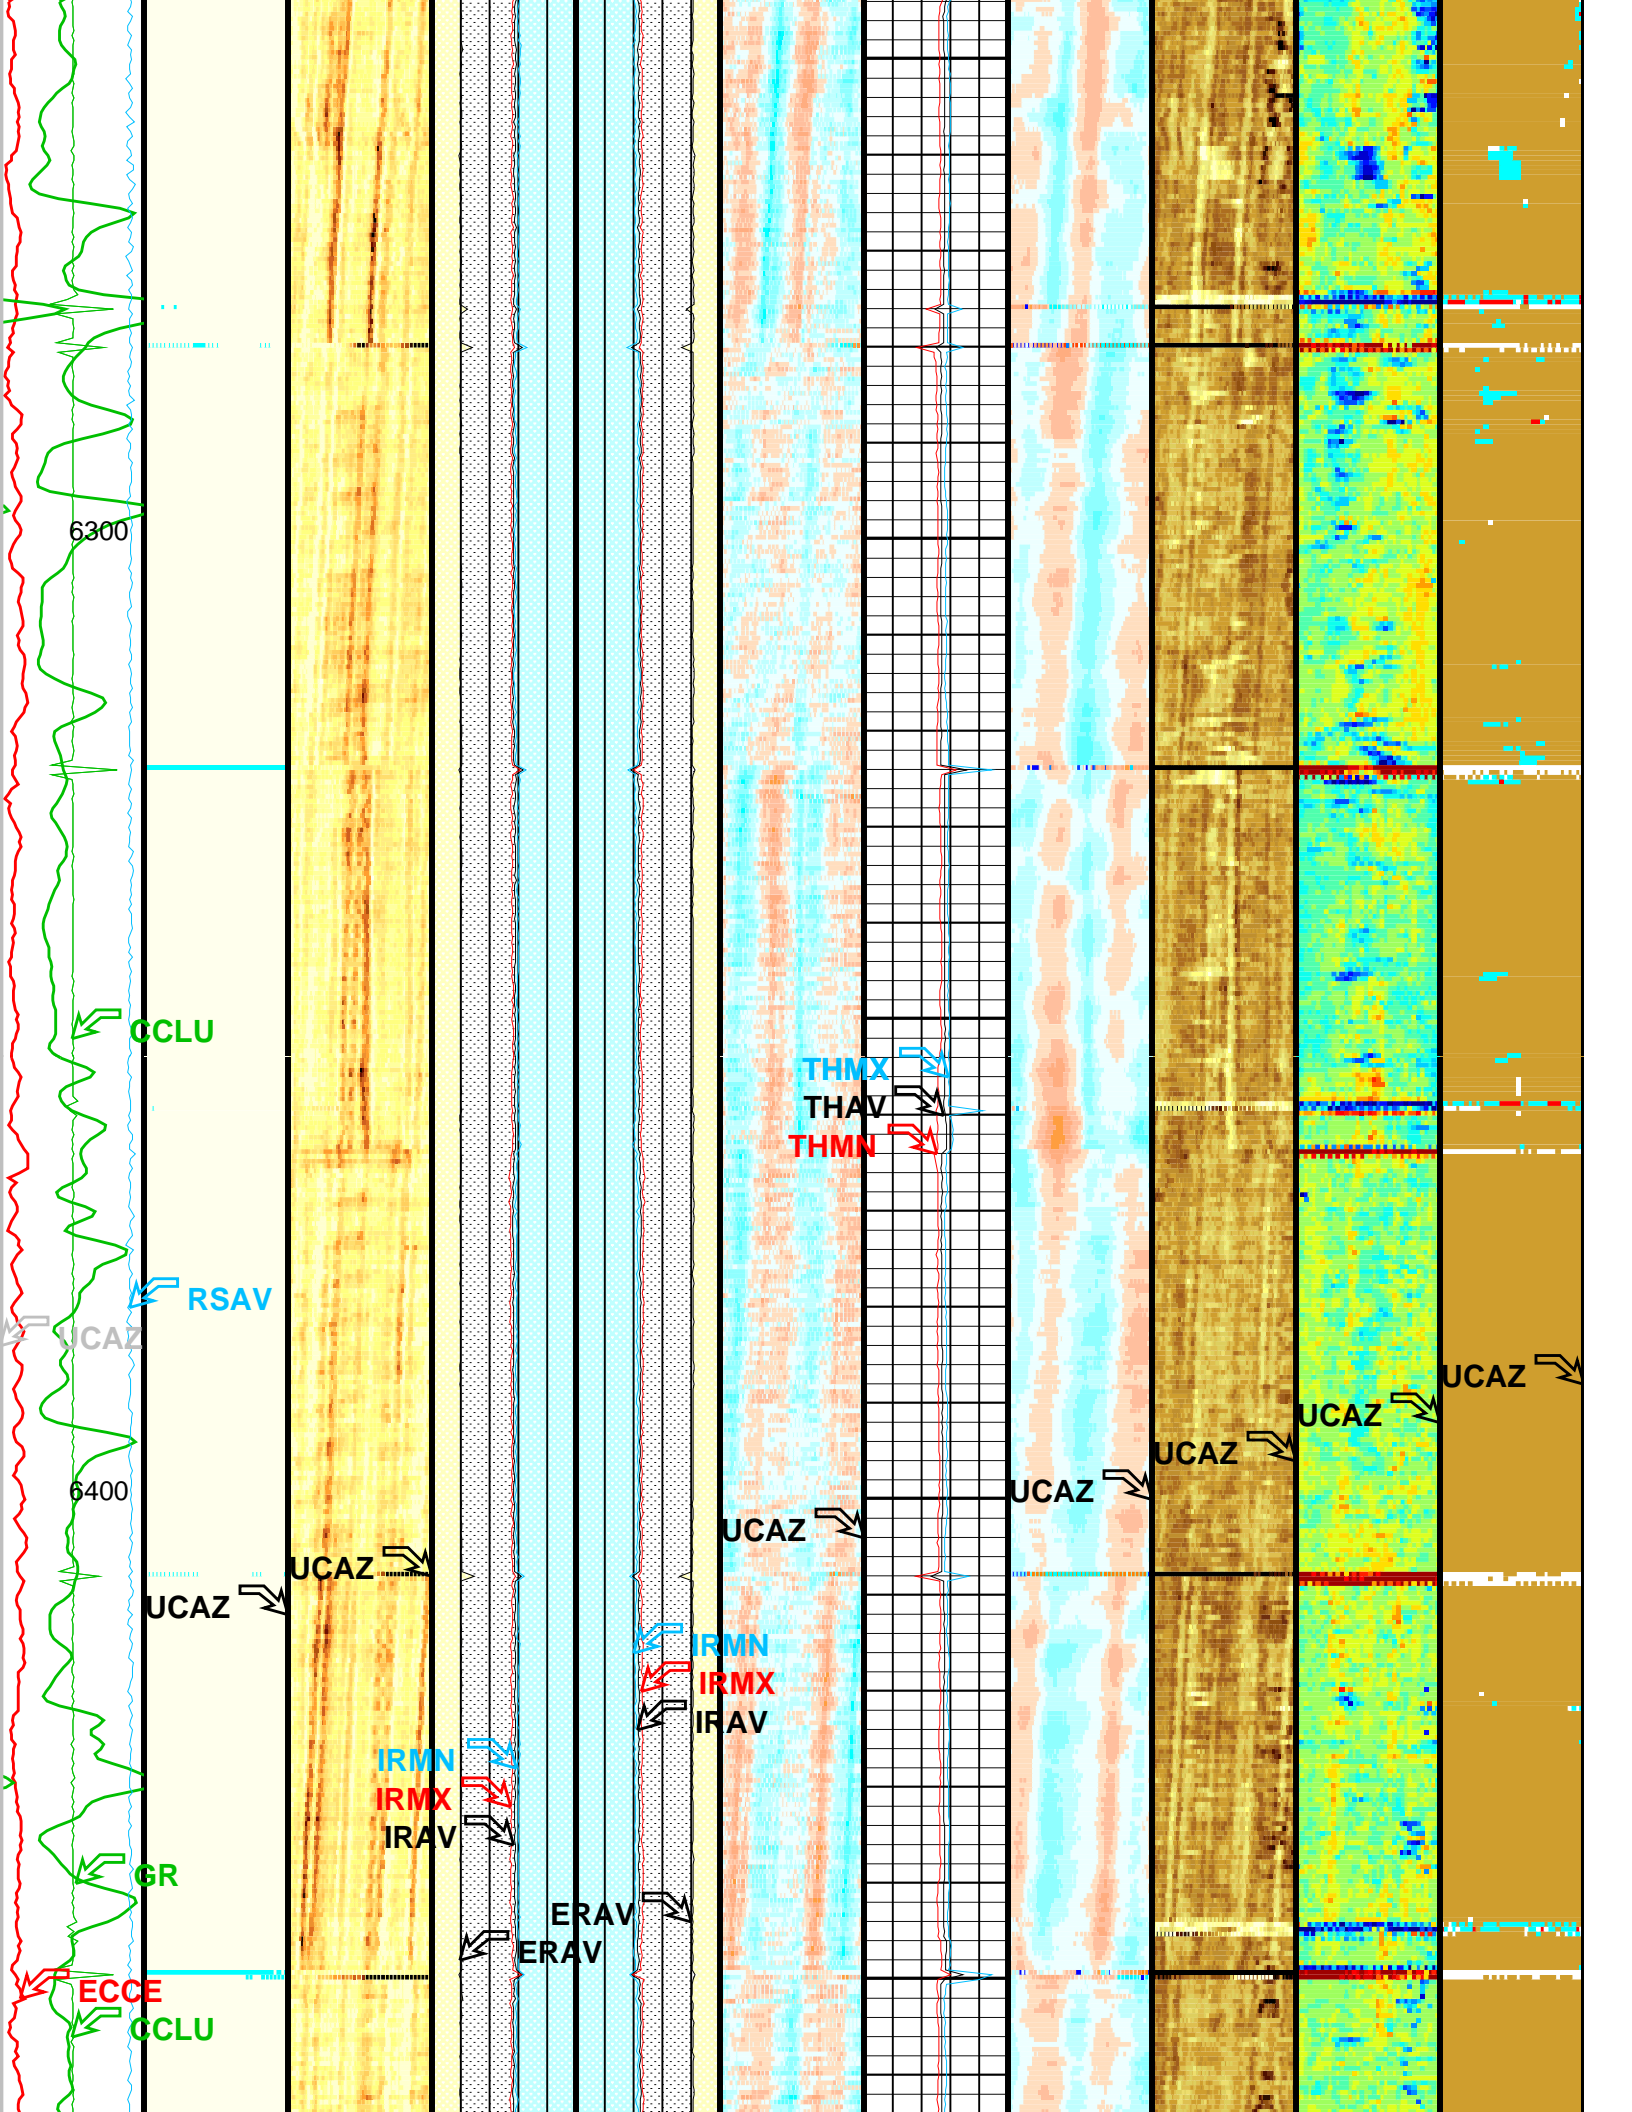 6300
CCLU
THMX
THAV
THMN
RSAV
UCAZ
UCAZ
UCAZ
UCAZ
UCAZ
6400
UCAZ
UCAZ
UCAZ
IRMN
IRMX
IRAV
IRMN
IRMX
IRAV
GR
ERAV
ERAV
ECCE
CCLU